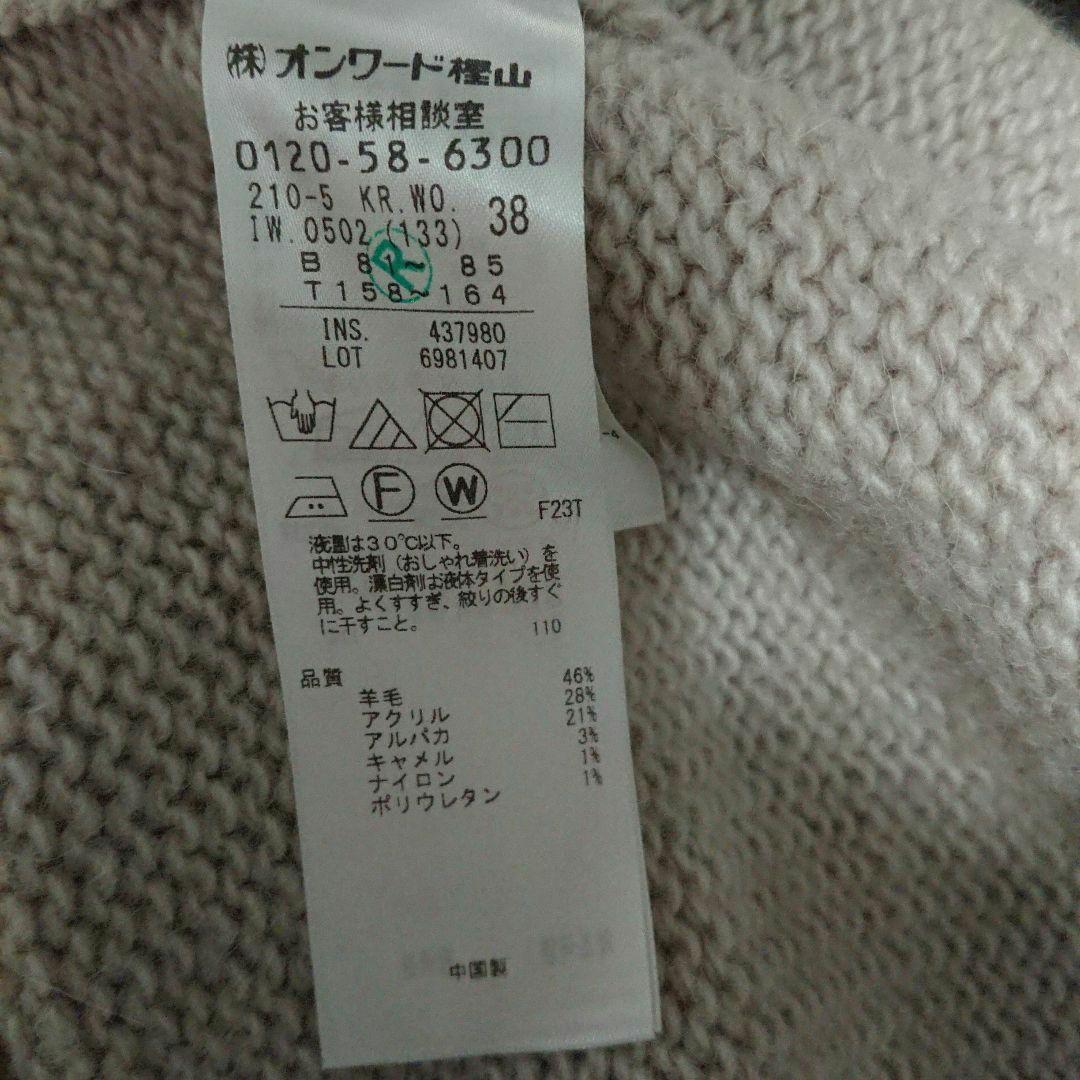 (株)オンワード樫山
お客様相談室
0120-58-6300
210-5 KR.WO. 38
IW.0502 (133)
B 81~ 85
R
T158~164
INS. 437980
LOT 6981407
F W
F23T
液温は30℃以下。
中性洗剤(おしゃれ着洗い)を
使用。漂白剤は液体タイプを使
用。よくすすぎ、絞りの後すぐ
に干すこと。
110
品質 46%
羊毛 28%
アクリル 21%
アルパカ 3%
キャメル 1%
ナイロン 1%
ポリウレタン
中国製